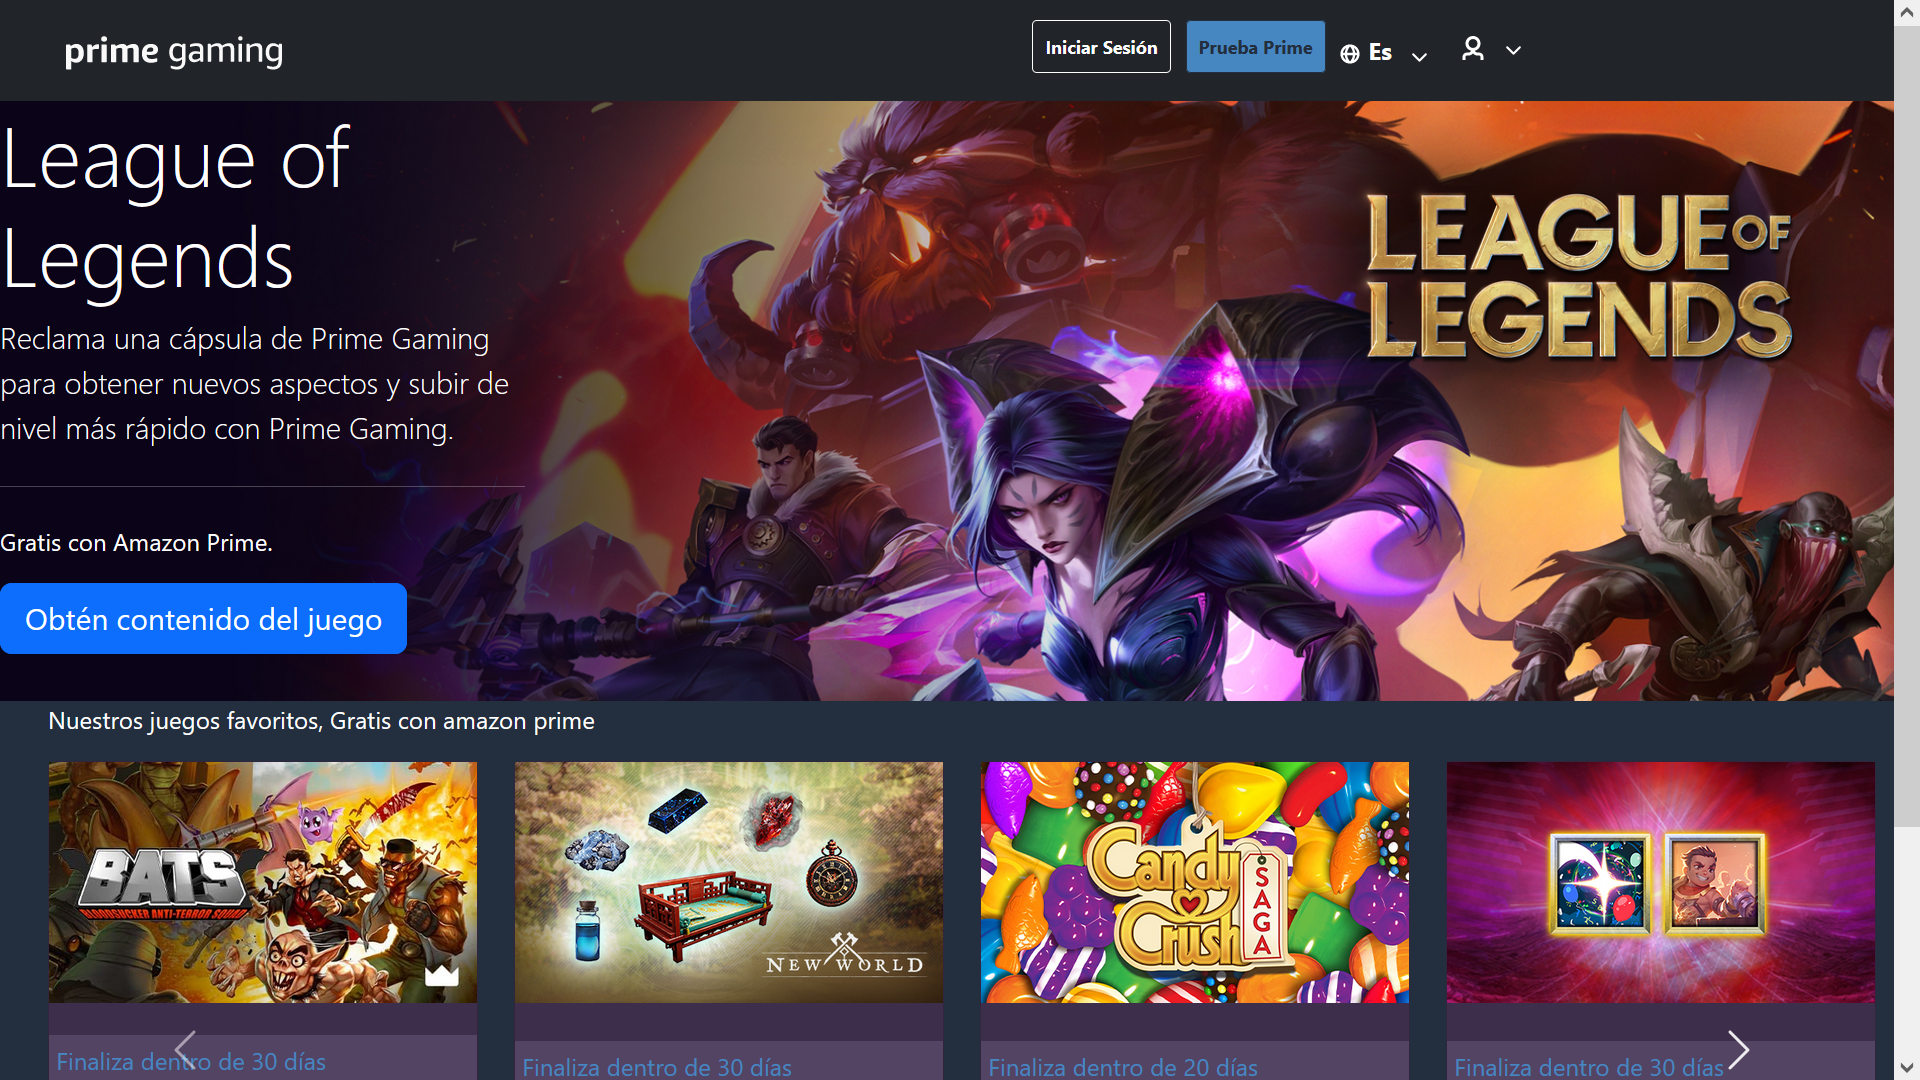 prime gaming
Iniciar Sesión
Prueba Prime
Es
League of
Legends
Reclama una cápsula de Prime Gaming
para obtener nuevos aspectos y subir de
nivel más rápido con Prime Gaming.
Gratis con Amazon Prime.
Obtén contenido del juego
LEAGUE OF
LEGENDS
Nuestros juegos favoritos, Gratis con amazon prime
BATS
BLOODSUCKER ANTI-TERROR SQUAD
NEW WORLD
Candy
Crush
SAGA
Finaliza dentro de 30 días
Finaliza dentro de 30 días
Finaliza dentro de 20 días
Finaliza dentro de 30 días